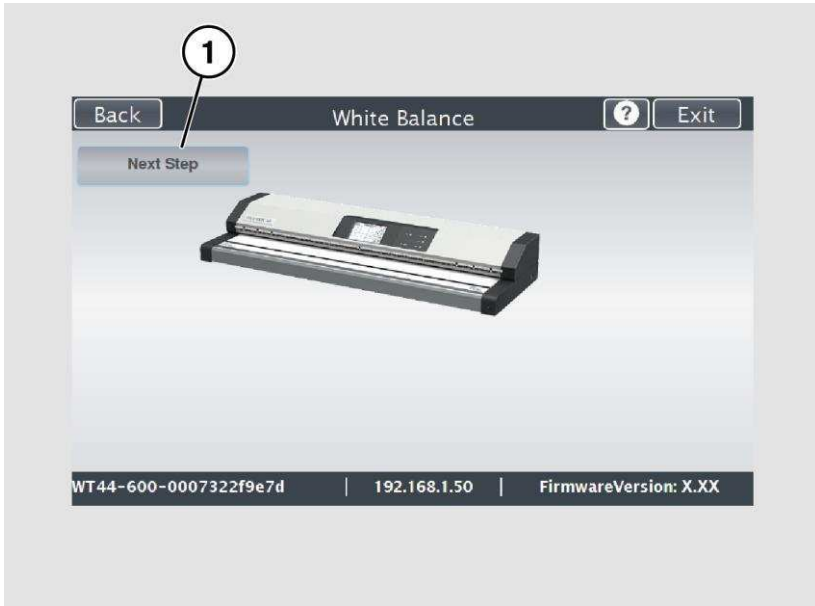 1
Back White Balance ? Exit
Next Step
WT44-600-0007322f9e7d | 192.168.1.50 | FirmwareVersion: X.XX